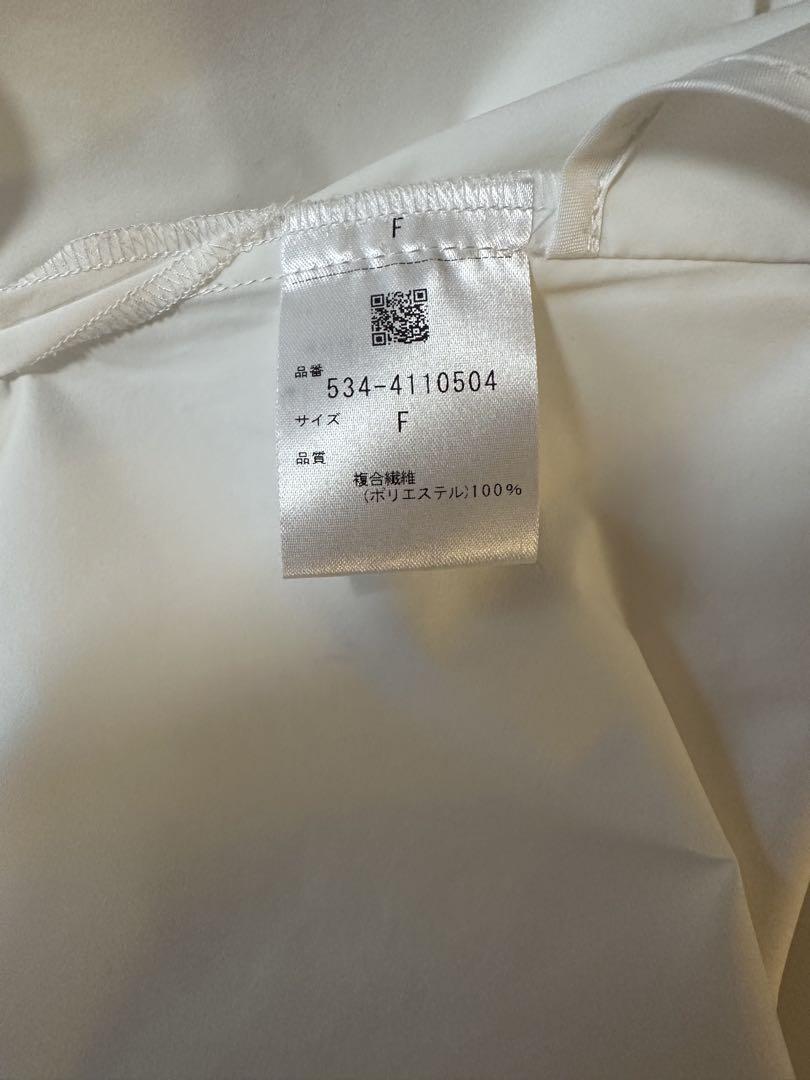 F
品番
534-4110504
サイズ F
品質
複合繊維
(ポリエステル)100%